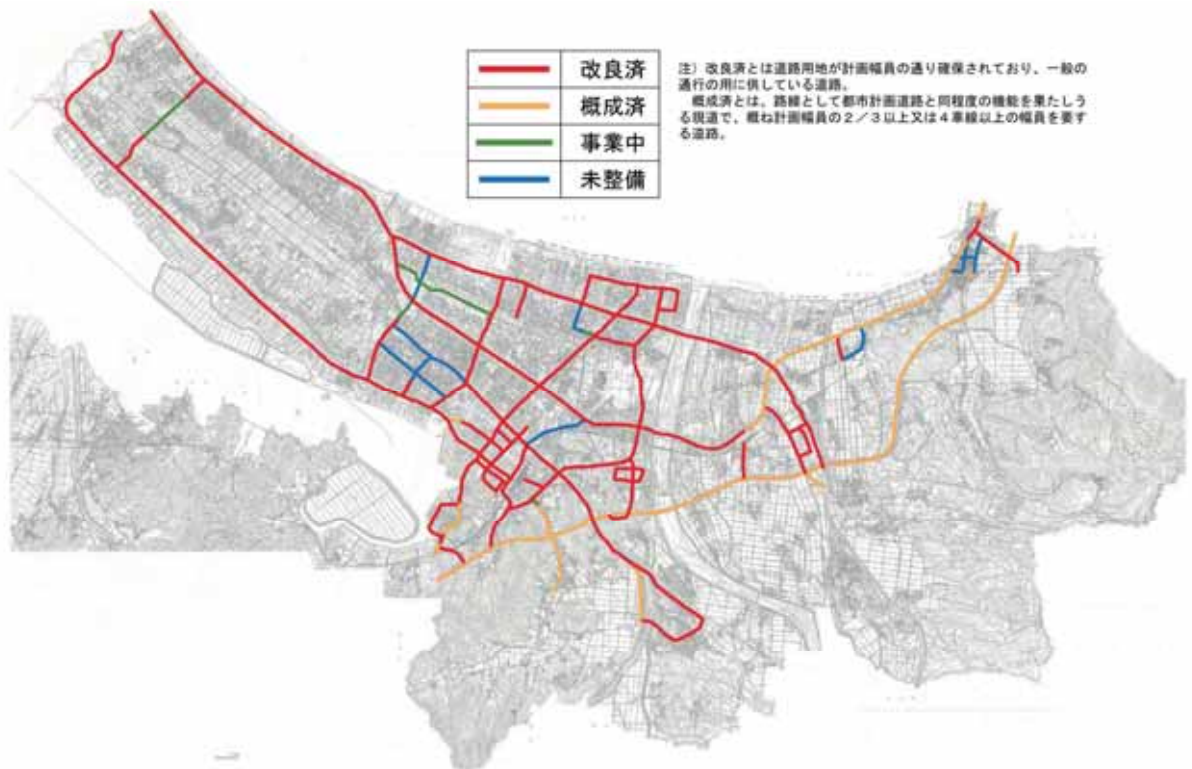 改良済
概成済
事業中
未整備
注）改良済とは道路用地が計画幅員の通り確保されており、一般の
通行の用に供している道路。
概成済とは、路線として都市計画道路と同程度の機能を果たしう
る現道で、概ね計画幅員の２／３以上又は４車線以上の幅員を要す
る道路。